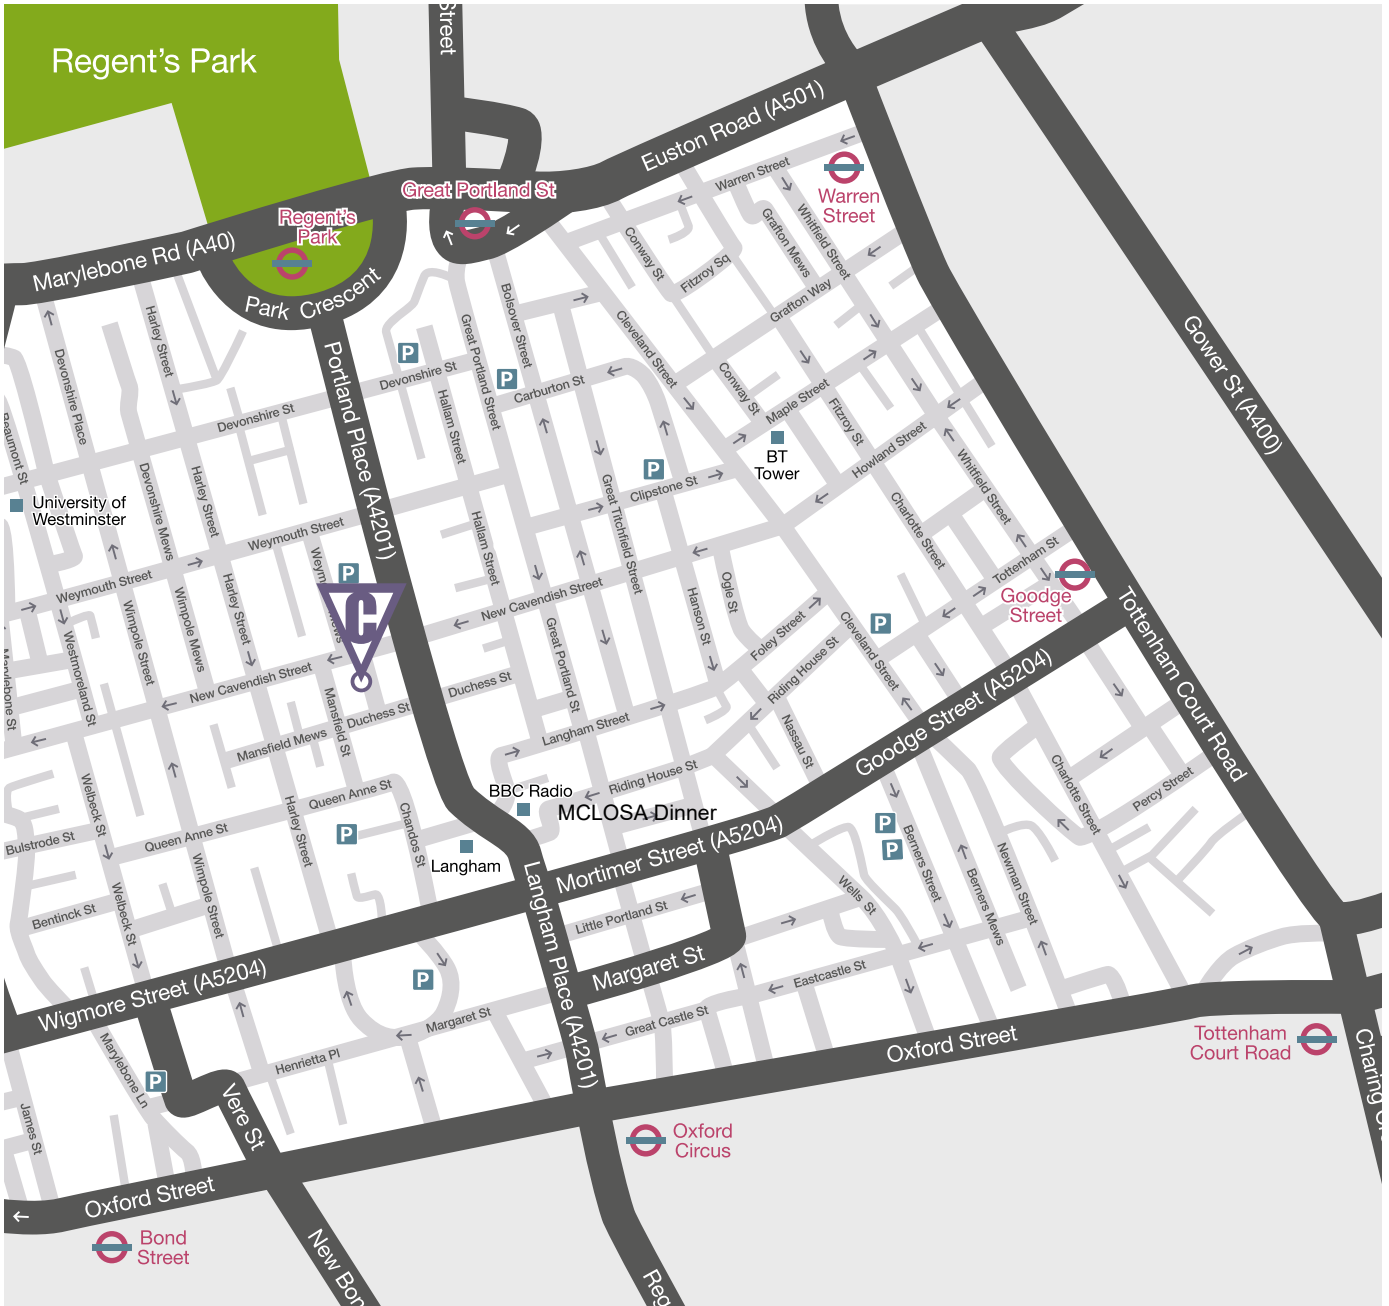 Regent's Park
Street
Euston Road (A501)
Great Portland St
Regent's
Park
Marylebone Rd (A40)
Park Crescent
Warren Street
Warren
Street
Whitfield Street
Grafton Mews
Conway St
Fitzroy Sq
Grafton Way
Gower St (A400)
Harley Street
Devonshire Place
Beaumont St
Devonshire St
Portland Place (A4201)
P
Devonshire St
Great Portland Street
Bolsover Street
P
Carburton St
Cleveland Street
Conway St
Maple Street
Fitzroy St
Howland Street
BT
Tower
Hallam Street
P
Clipstone St
Great Titchfield Street
Whitfield Street
Charlotte Street
Tottenham St
Goodge
Street
University of
Westminster
Devonshire Mews
Harley Street
Weymouth Street
Weymouth Street
P
C
Hallam Street
New Cavendish Street
Ogle St
Hanson St
Foley Street
Riding House St
Cleveland Street
P
Tottenham Court Road
Marylebone St
Westmoreland St
Wimpole Street
Wimpole Mews
Harley Street
New Cavendish Street
Mansfield St
Duchess St
Duchess St
Mansfield Mews
Great Portland St
Langham Street
Nassau St
Goodge Street (A5204)
Charlotte Street
Percy Street
Welbeck St
Bulstrode St
Queen Anne St
Queen Anne St
Harley Street
P
Chandos St
BBC Radio
Riding House St
MCLOSA Dinner
Langham
Mortimer Street (A5204)
P
P
Berners Street
Berners Mews
Newman Street
Wells St
Bentinck St
Welbeck St
Wimpole Street
Wigmore Street (A5204)
Langham Place (A4201)
Little Portland St
Margaret St
P
Margaret St
Eastcastle St
Great Castle St
Henrietta Pl
Marylebone Ln
P
Vere St
James St
Oxford Street
Oxford Street
Tottenham
Court Road
Oxford
Circus
Bond
Street
New Bon
Reg
Charing